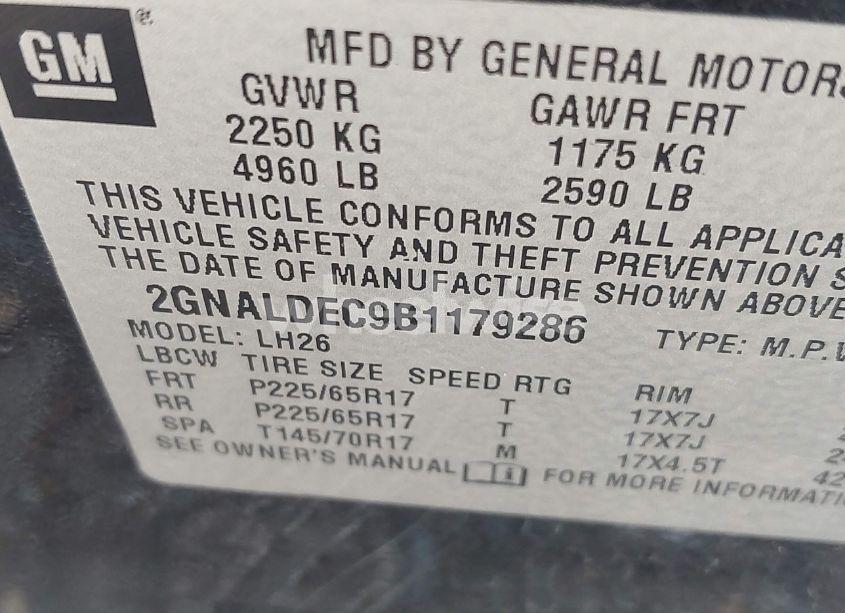 GM ®
MFD BY GENERAL MOTORS
GVWR GAWR FRT
2250 KG 1175 KG
4960 LB 2590 LB
THIS VEHICLE CONFORMS TO ALL APPLICA
VEHICLE SAFETY AND THEFT PREVENTION S
THE DATE OF MANUFACTURE SHOWN ABOVE
2GNALDEC9B1179286 TYPE: M.P.V
MODEL: LH26
LBCW TIRE SIZE SPEED RTG RIM
FRT P225/65R17 T 17X7J
RR P225/65R17 T 17X7J
SPA T145/70R17 M 17X4.5T 42
SEE OWNER'S MANUAL FOR MORE INFORMATI